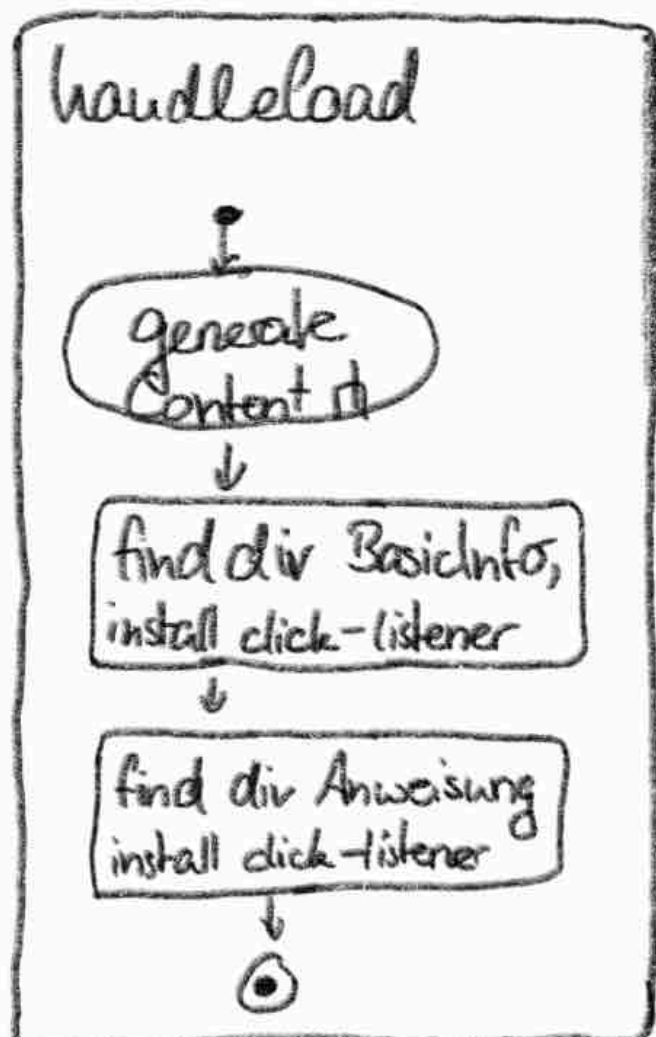 handleload
generate
Content
find div BasicInfo,
install click-listener
find div Anweisung
install click-listener